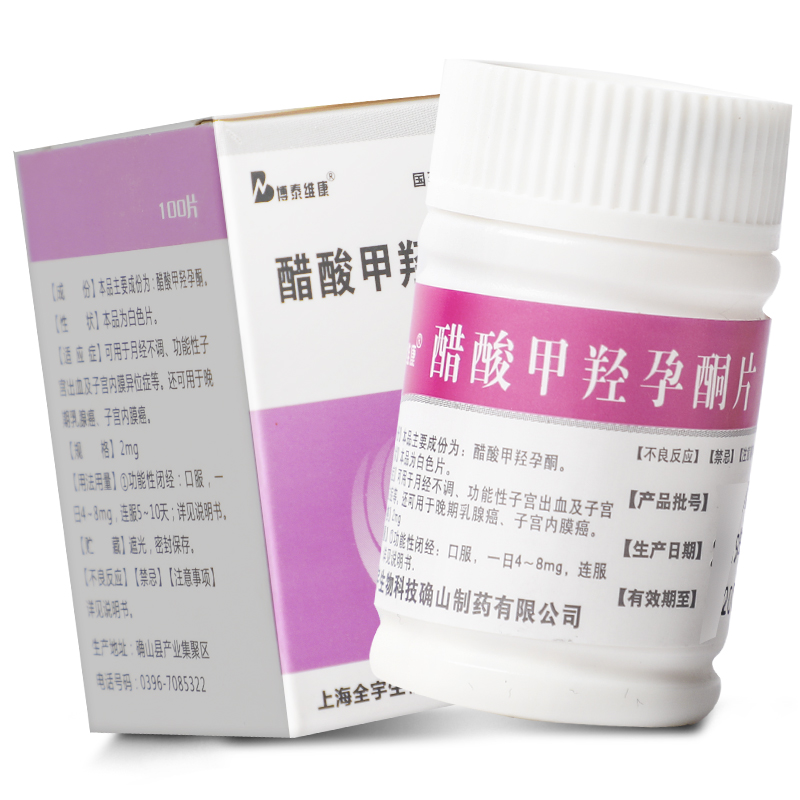 100片
【成 份】本品主要成份为：醋酸甲羟孕酮。
【性 状】本品为白色片。
【适 应 症】可用于月经不调、功能性子
宫出血及子宫内膜异位症等。还可用于晚
期乳腺癌、子宫内膜癌。
【规 格】2mg
【用法用量】①功能性闭经：口服，一
日4～8mg，连服5～10天；详见说明书。
【贮 藏】遮光，密封保存。
【不良反应】【禁忌】【注意事项】
详见说明书。
生产地址：确山县产业集聚区
电话号码：0396-7085322
博泰维康®
国
醋酸甲羟
上海全宇生
康®
醋酸甲羟孕酮片
本品主要成份为：醋酸甲羟孕酮。
本品为白色片。
可用于月经不调、功能性子宫出血及子宫
等。还可用于晚期乳腺癌、子宫内膜癌。
mg
①功能性闭经：口服，一日4～8mg，连服
见说明书。
生物科技确山制药有限公司
【不良反应】【禁忌】【注
【产品批号】
【生产日期】
【有效期至】
20